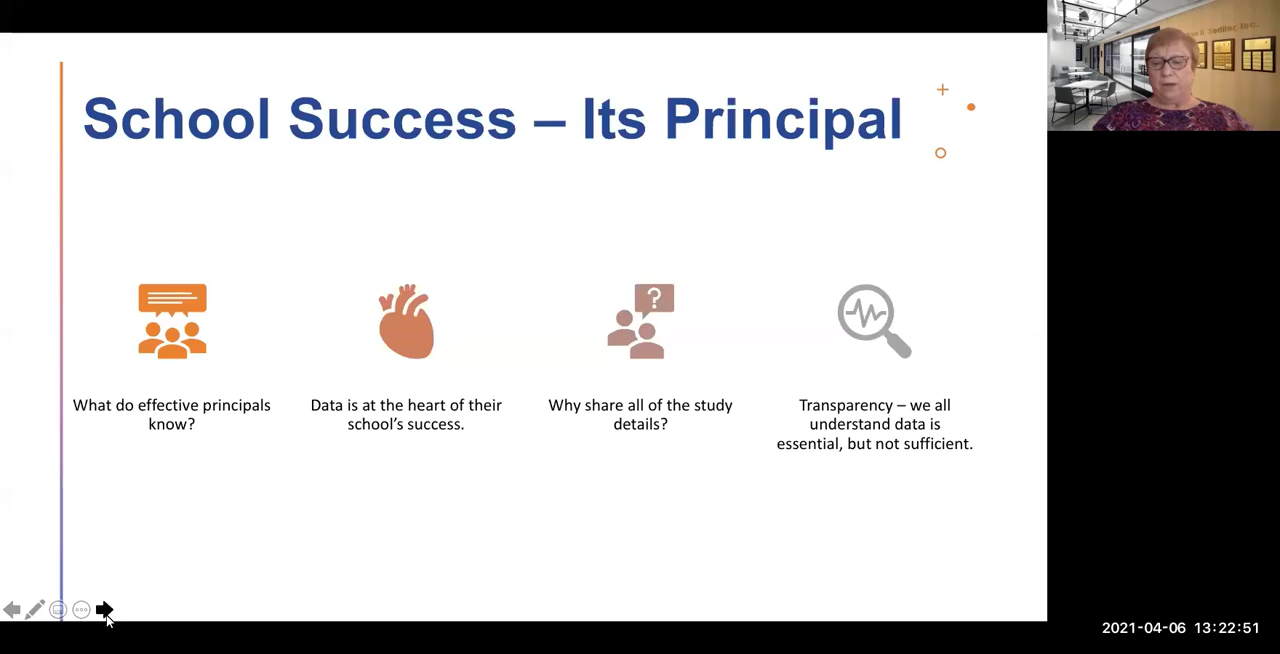 School Success – Its Principal
?
What do effective principals
know?
Data is at the heart of their
school's success.
Why share all of the study
details?
Transparency – we all
understand data is
essential, but not sufficient.
Sedller, Inc.
2021-04-06 13:22:51